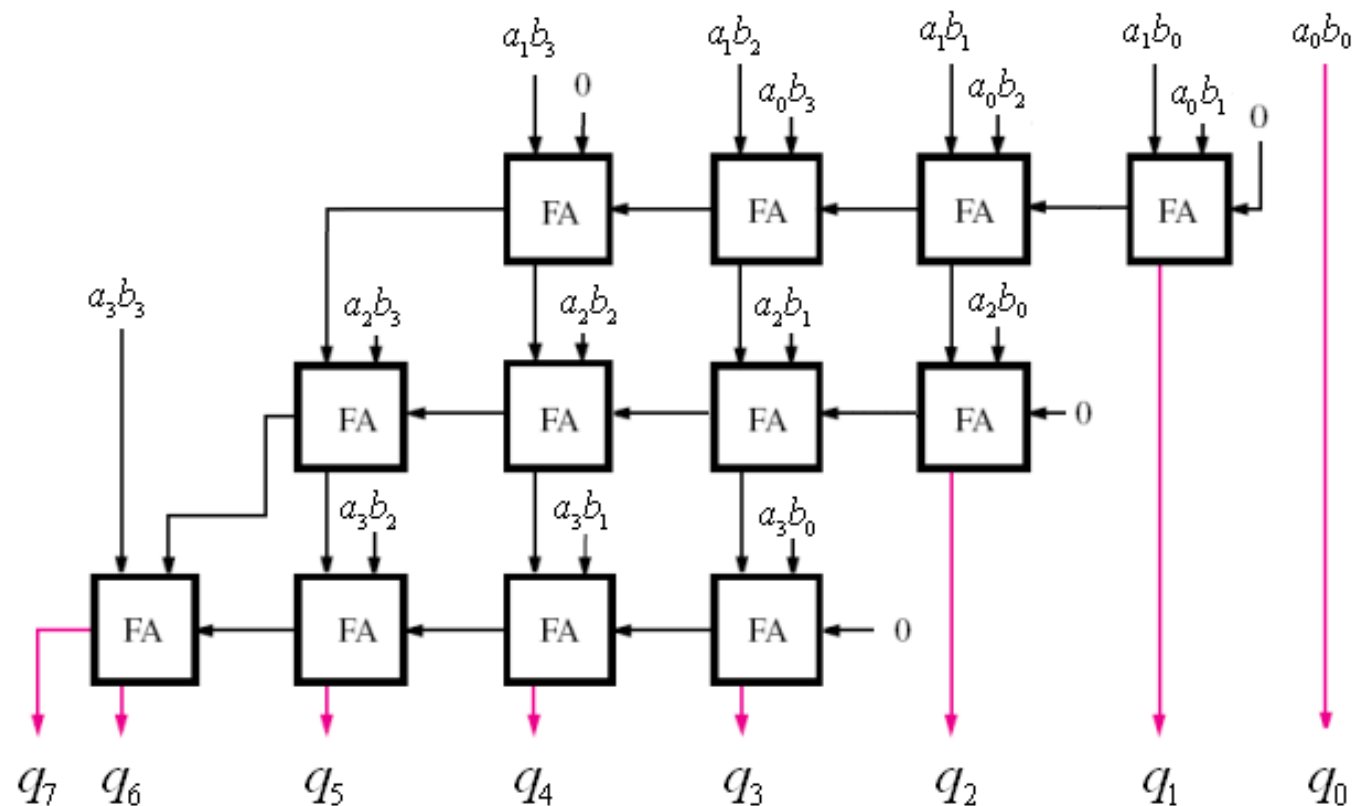 a₁b₃ a₁b₂ a₁b₁ a₁b₀ a₀b₀
0 a₀b₃ a₀b₂ a₀b₁ 0
FA FA FA FA
a₃b₃ a₂b₃ a₂b₂ a₂b₁ a₂b₀
FA FA FA FA 0
a₃b₂ a₃b₁ a₃b₀
FA FA FA FA 0
q₇ q₆ q₅ q₄ q₃ q₂ q₁ q₀